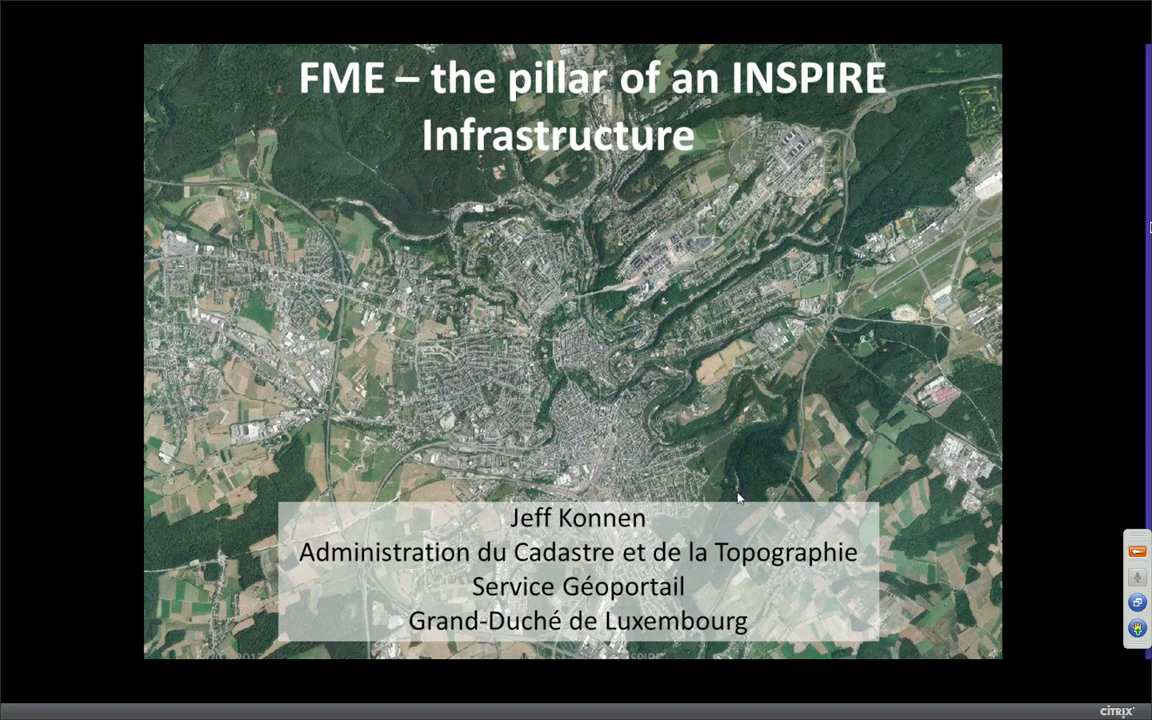 FME – the pillar of an INSPIRE
Infrastructure
Jeff Konnen
Administration du Cadastre et de la Topographie
Service Géoportail
Grand-Duché de Luxembourg
INSPIRE
CITRIX